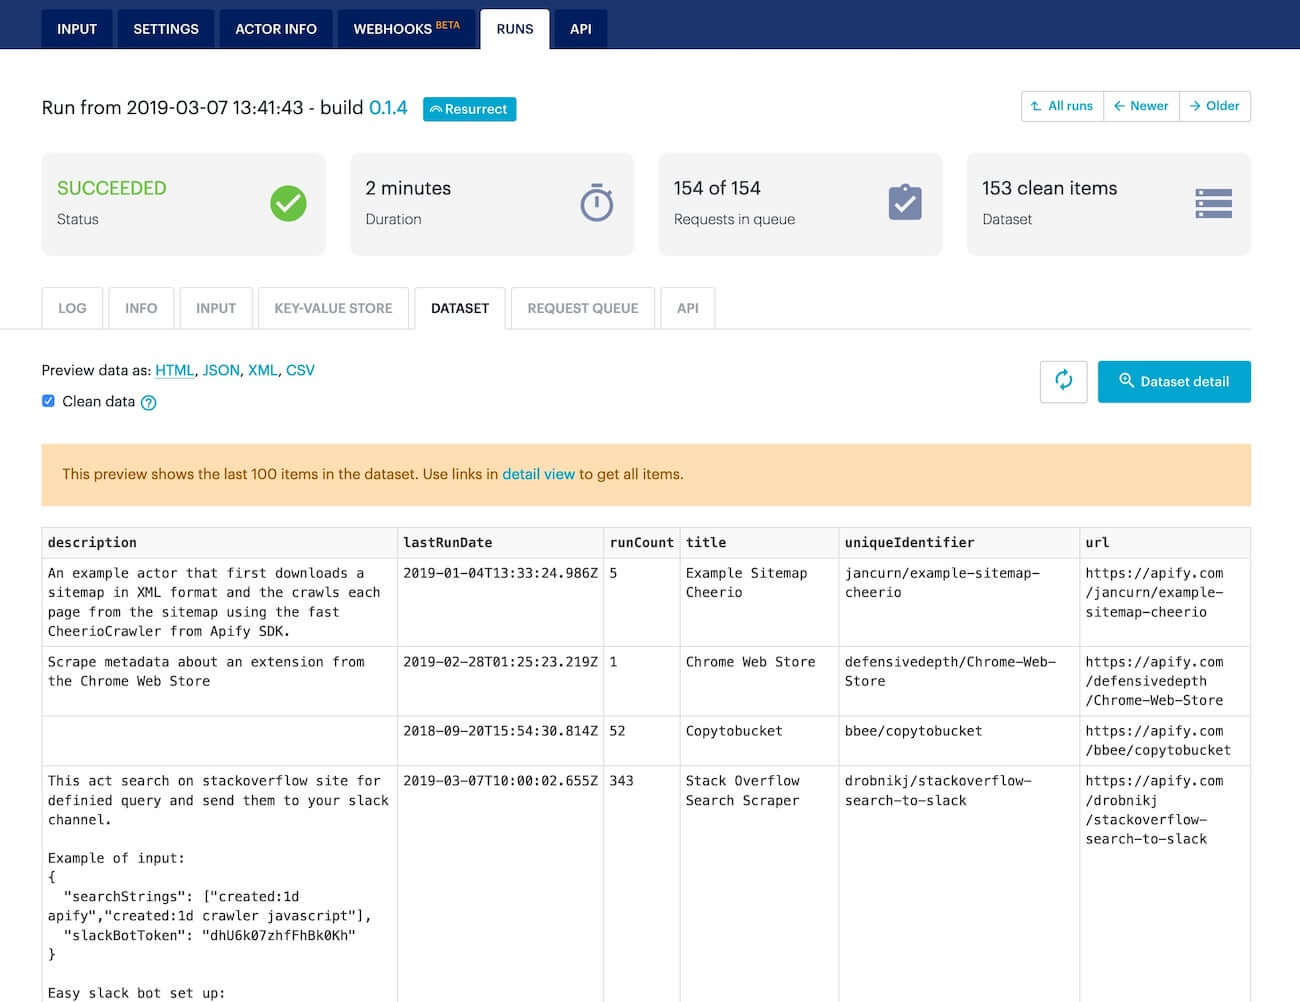 INPUT SETTINGS ACTOR INFO WEBHOOKS BETA RUNS API
Run from 2019-03-07 13:41:43 - build 0.1.4 Resurrect
All runs Newer Older
SUCCEEDED
Status
2 minutes
Duration
154 of 154
Requests in queue
153 clean items
Dataset
LOG INFO INPUT KEY-VALUE STORE DATASET REQUEST QUEUE API
Preview data as: HTML, JSON, XML, CSV
Clean data ?
Dataset detail
This preview shows the last 100 items in the dataset. Use links in detail view to get all items.
description lastRunDate runCount title uniqueIdentifier url
An example actor that first downloads a
sitemap in XML format and the crawls each
page from the sitemap using the fast
CheerioCrawler from Apify SDK.
2019-01-04T13:33:24.986Z
5
Example Sitemap
Cheerio
jancurn/example-sitemap-
cheerio
https://apify.com
/jancurn/example-
sitemap-cheerio
Scrape metadata about an extension from
the Chrome Web Store
2019-02-28T01:25:23.219Z
1
Chrome Web Store
defensivedepth/Chrome-Web-
Store
https://apify.com
/defensivedepth
/Chrome-Web-Store
2018-09-20T15:54:30.814Z
52
Copytobucket
bbee/copytobucket
https://apify.com
/bbee/copytobucket
This act search on stackoverflow site for
definied query and send them to your slack
channel.
Example of input:
{
"searchStrings": ["created:1d
apify","created:1d crawler javascript"],
"slackBotToken": "dhU6k07zhfFhBk0Kh"
}
Easy slack bot set up:
2019-03-07T10:00:02.655Z
343
Stack Overflow
Search Scraper
drobnikj/stackoverflow-
search-to-slack
https://apify.com
/drobnikj
/stackoverflow-
search-to-slack